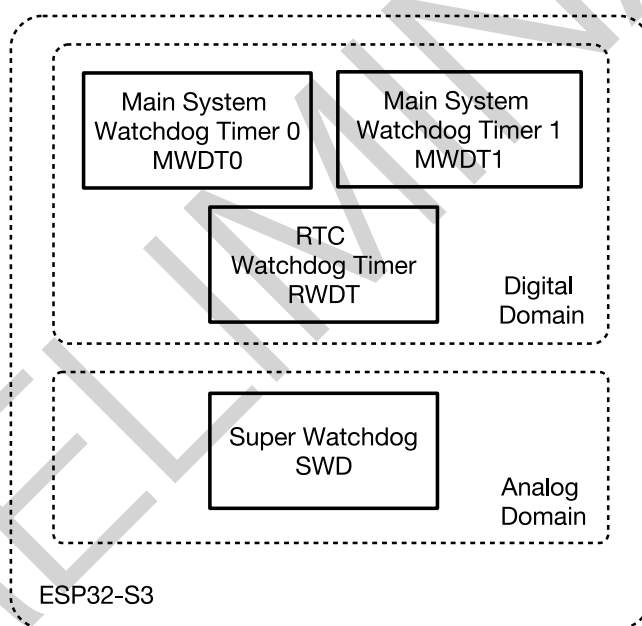 Main System
Watchdog Timer 0
MWDT0
Main System
Watchdog Timer 1
MWDT1
RTC
Watchdog Timer
RWDT
Digital
Domain
Super Watchdog
SWD
Analog
Domain
ESP32-S3